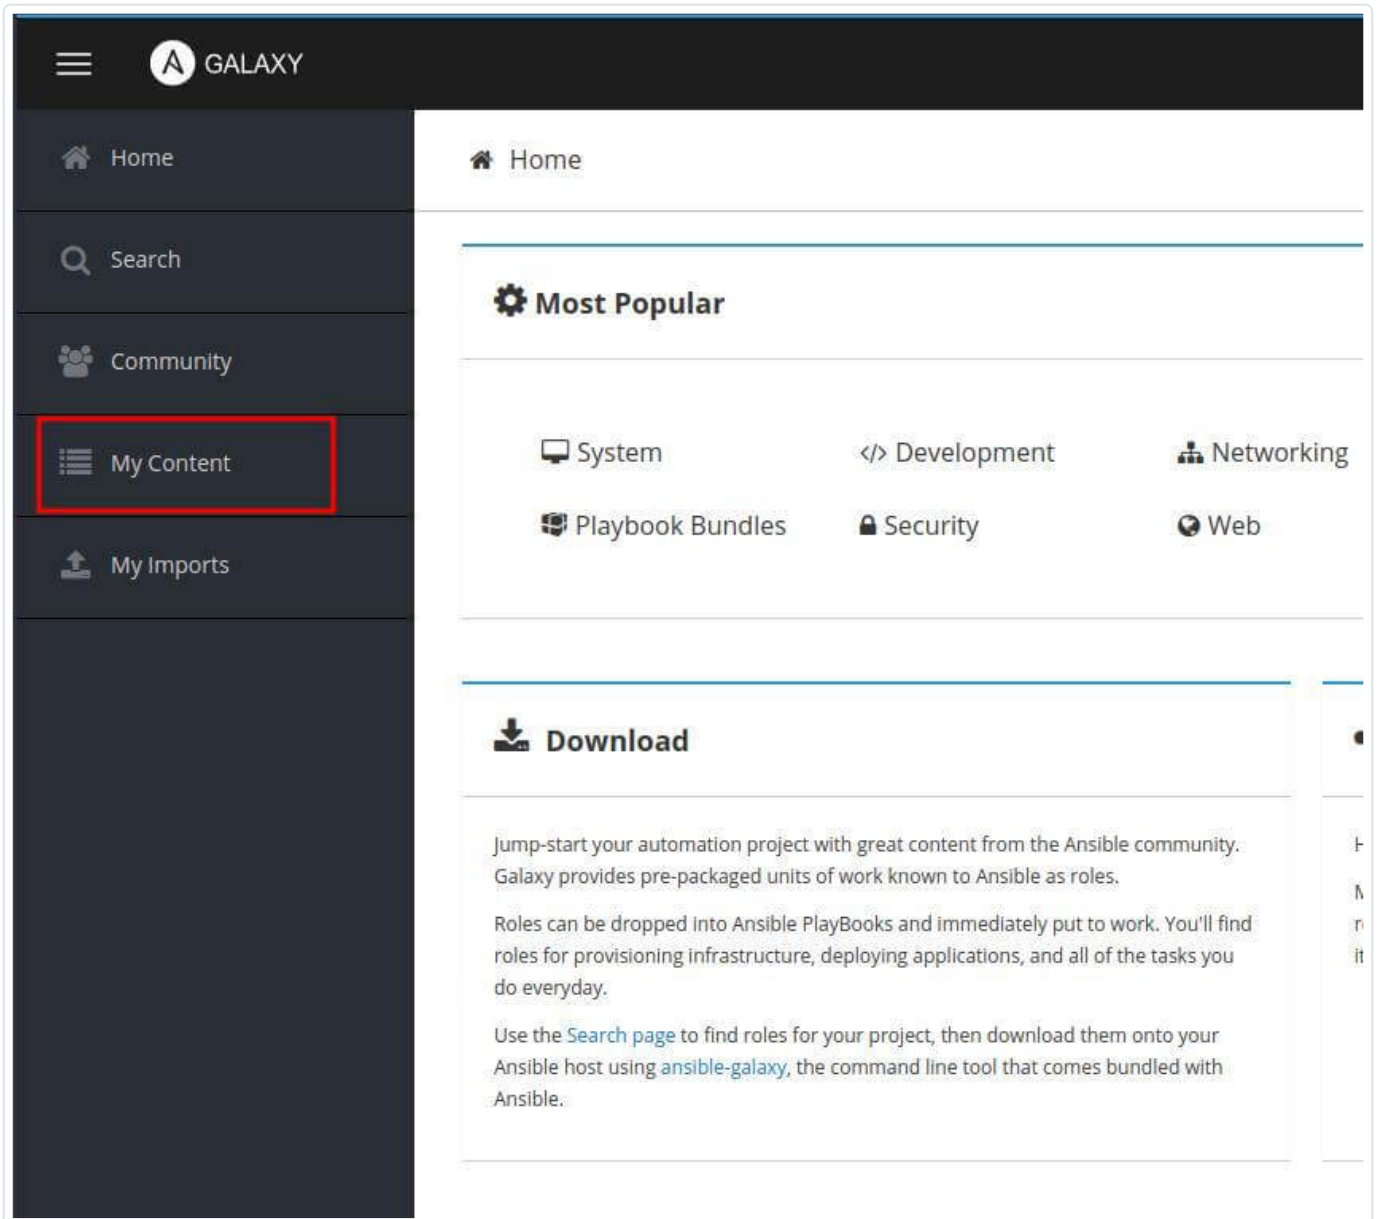 GALAXY
Home
Search
Community
My Content
My Imports
Home
Most Popular
System
Development
Networking
Playbook Bundles
Security
Web
Download
Jump-start your automation project with great content from the Ansible community.
Galaxy provides pre-packaged units of work known to Ansible as roles.
Roles can be dropped into Ansible PlayBooks and immediately put to work. You'll find
roles for provisioning infrastructure, deploying applications, and all of the tasks you
do everyday.
Use the Search page to find roles for your project, then download them onto your
Ansible host using ansible-galaxy, the command line tool that comes bundled with
Ansible.